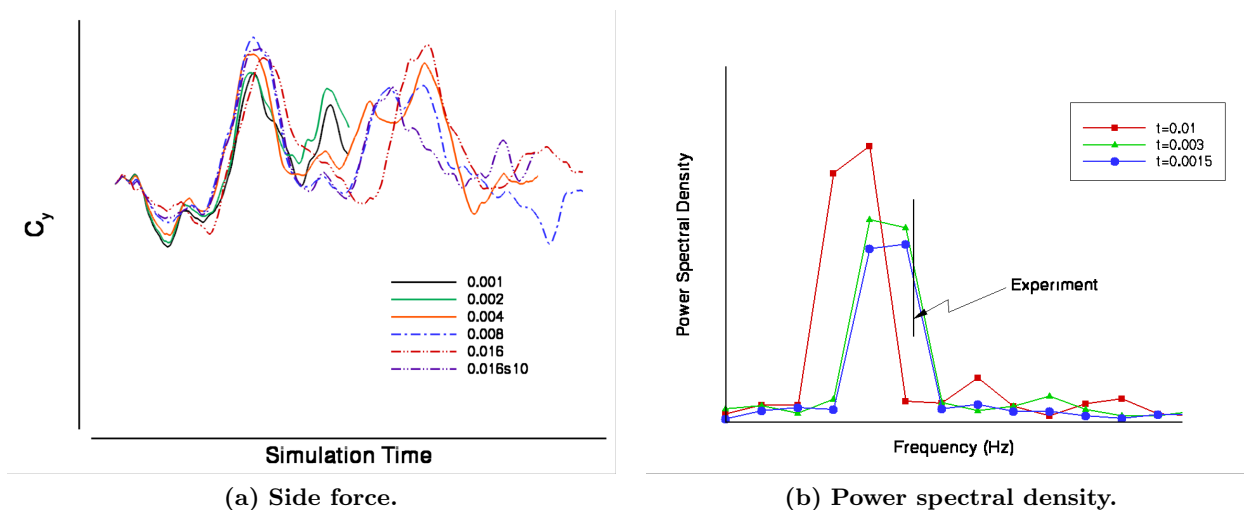 C_y
0.001
0.002
0.004
0.008
0.016
0.016s10
Simulation Time
(a) Side force.
Power Spectral Density
t=0.01
t=0.003
t=0.0015
Experiment
Frequency (Hz)
(b) Power spectral density.